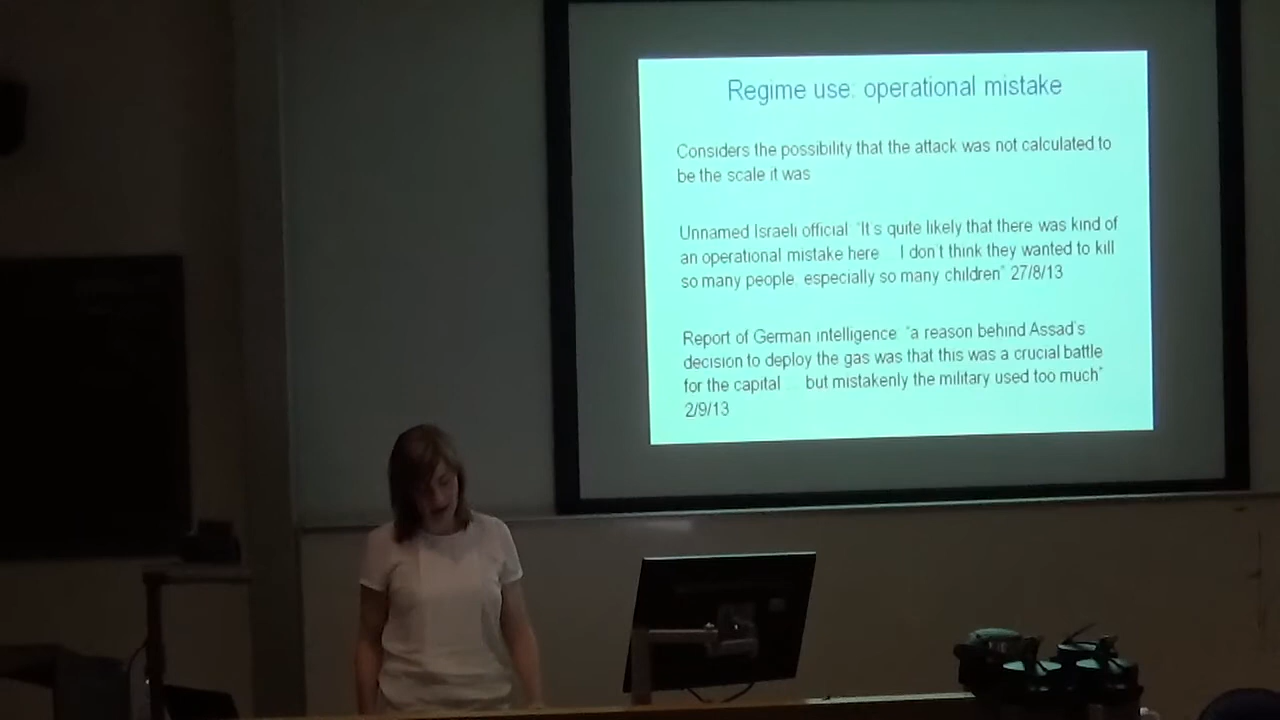 Regime use: operational mistake
Considers the possibility that the attack was not calculated to
be the scale it was
Unnamed Israeli official "It's quite likely that there was kind of
an operational mistake here I don't think they wanted to kill
so many people, especially so many children" 27/8/13
Report of German intelligence "a reason behind Assad's
decision to deploy the gas was that this was a crucial battle
for the capital ... but mistakenly the military used too much"
2/9/13